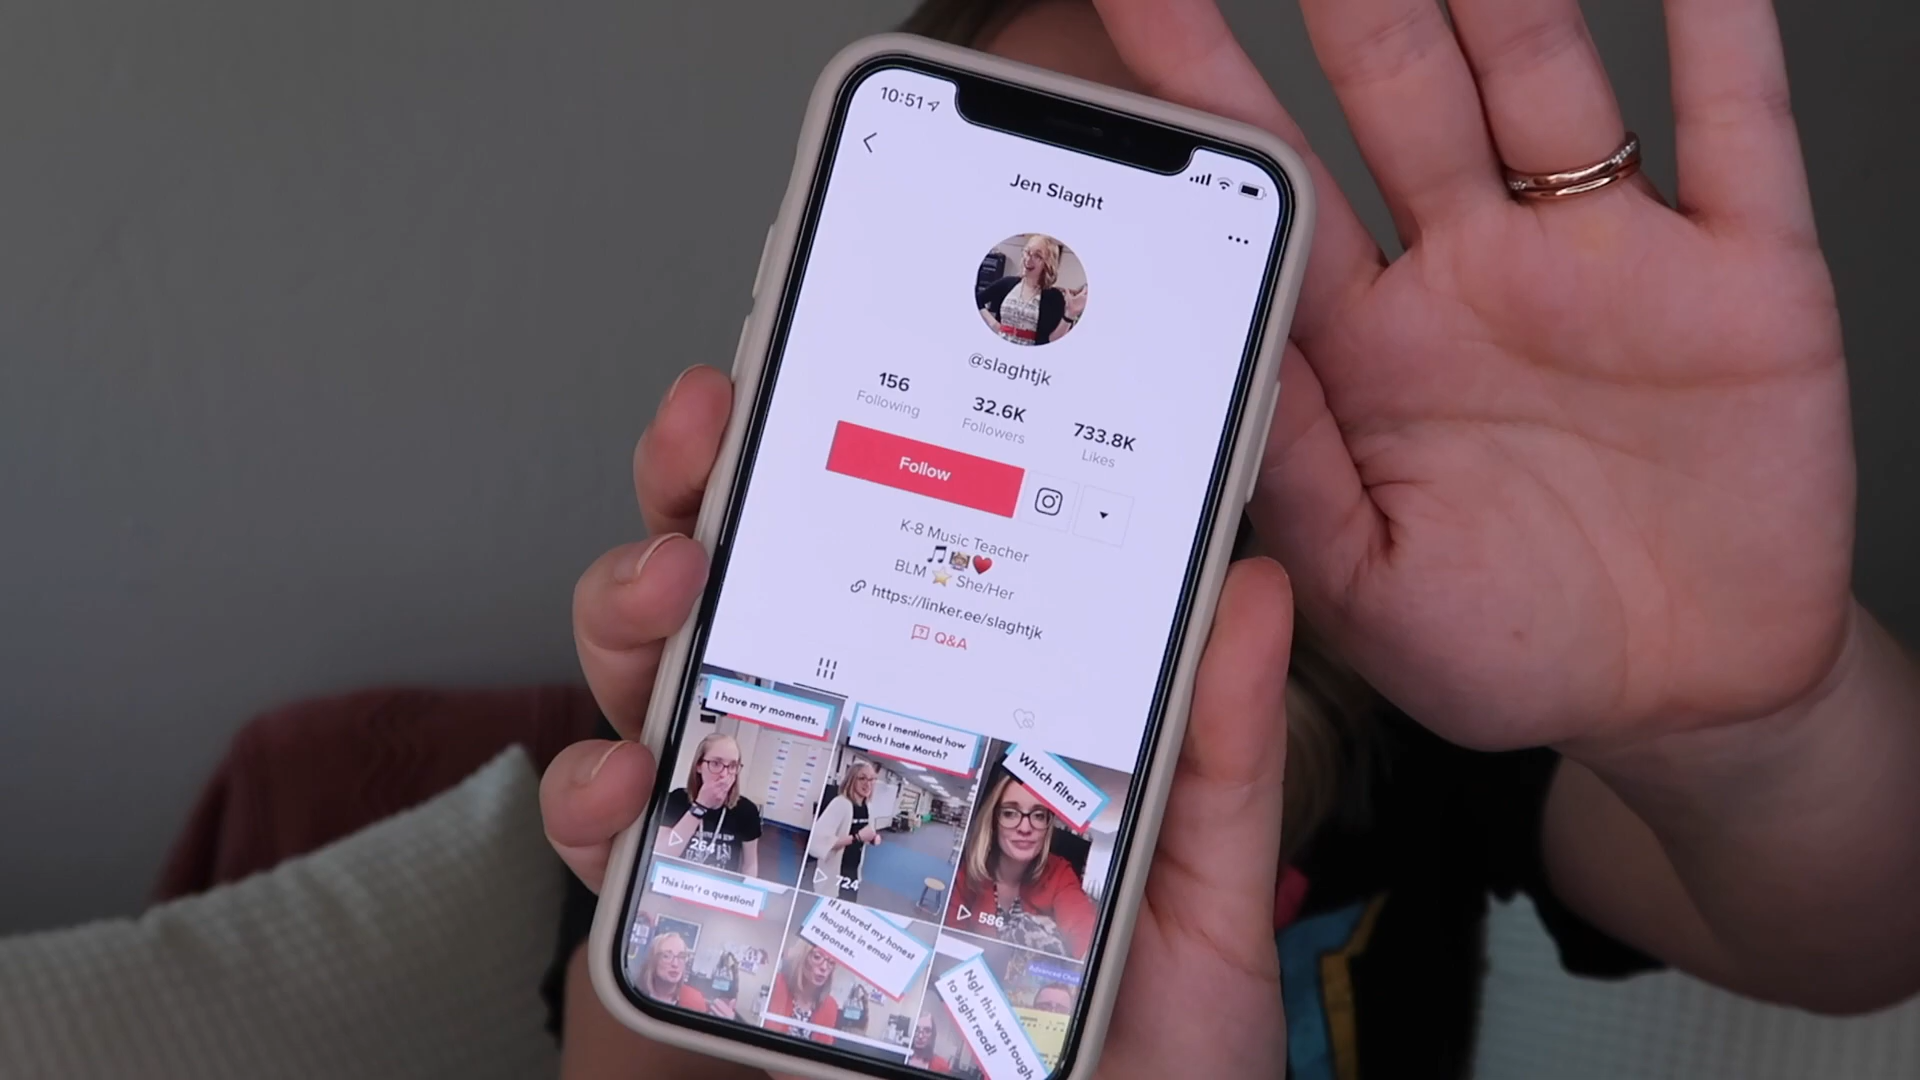 10:51
Jen Slaght
@slaghtjk
156
Following
32.6K
Followers
733.8K
Likes
Follow
K-8 Music Teacher
BLM ⭐ She/Her
https://linker.ee/slaghtjk
Q&A
I have my moments.
264
Have I mentioned how
much I hate March?
724
Which filter?
586
This isn't a question!
If I shared my honest
thoughts in email
responses.
Ngl, this was tough
to sight read!